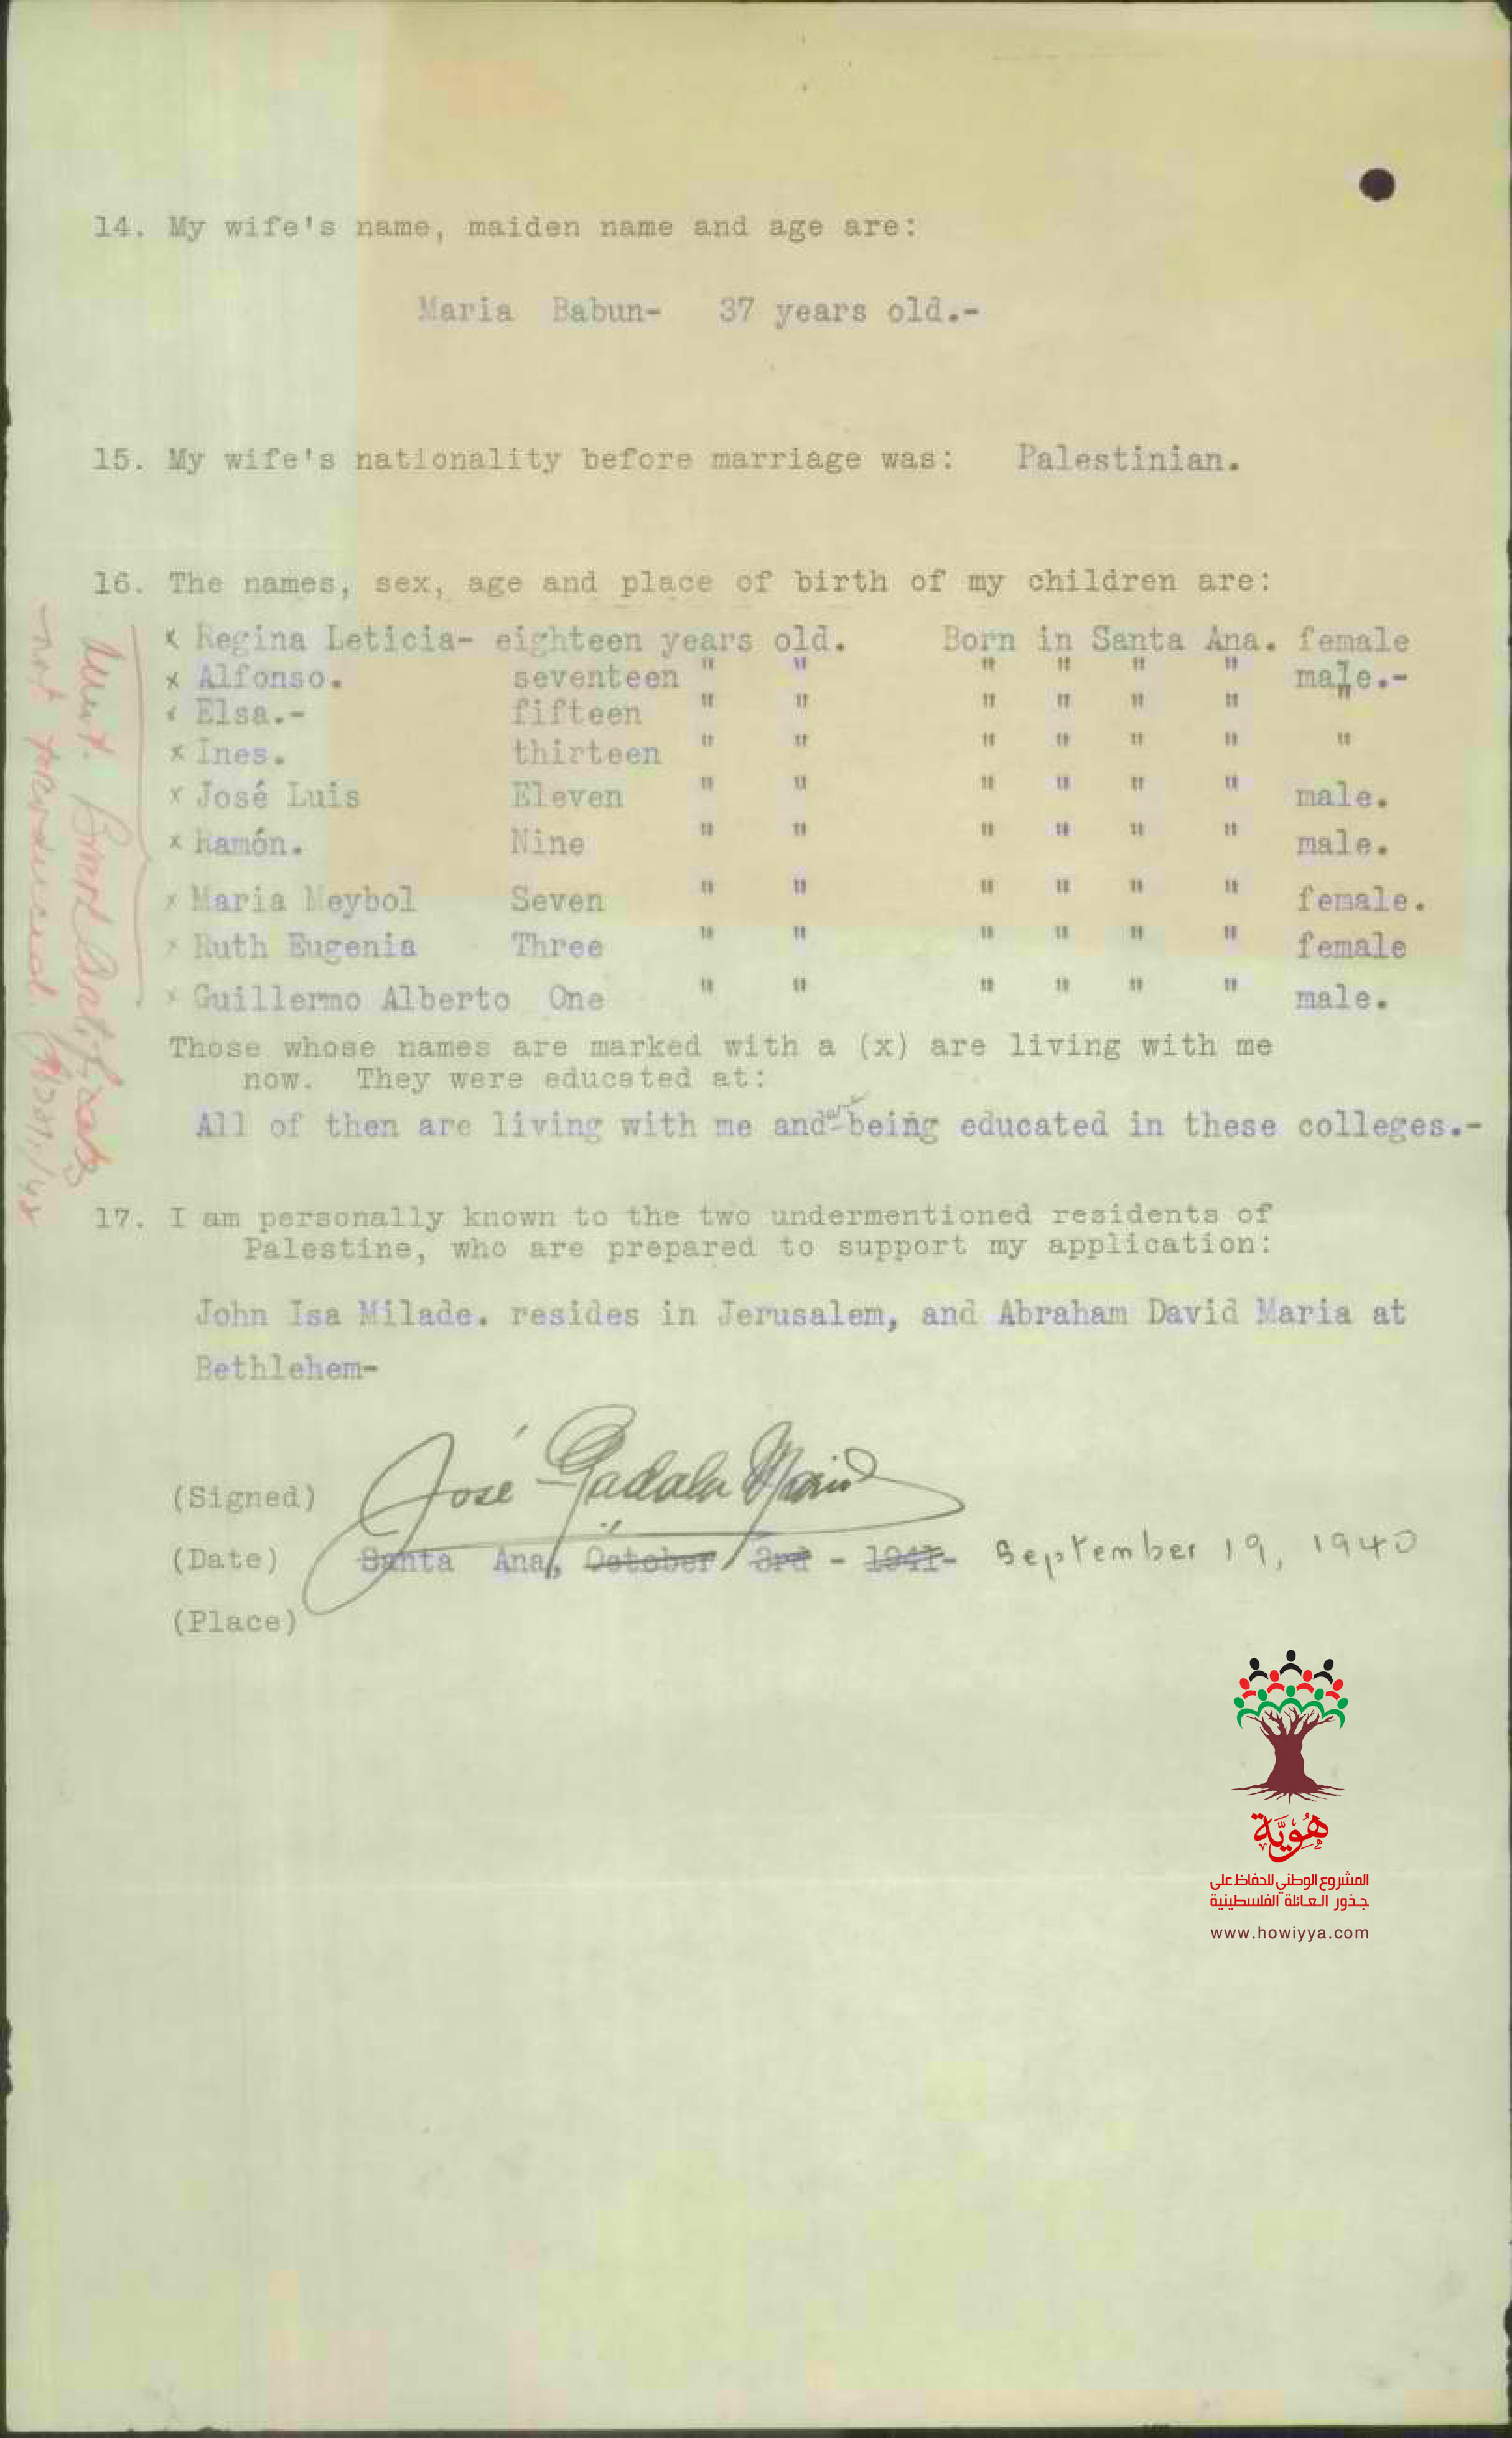 14. My wife's name, maiden name and age are:
Maria Babun- 37 years old.-
15. My wife's nationality before marriage was: Palestinian.
16. The names, sex, age and place of birth of my children are:
x Regina Leticia- eighteen years old. Born in Santa Ana. female
x Alfonso. seventeen " " " " " " male.-
x Elsa.- fifteen " " " " " " "
x Ines. thirteen " " " " " " "
x José Luis Eleven " " " " " " male.
x Ramón. Nine " " " " " " male.
x Maria Meybol Seven " " " " " " female.
x Ruth Eugenia Three " " " " " " female
x Guillermo Alberto One " " " " " " male.
Those whose names are marked with a (x) are living with me
now. They were educated at:
All of then are living with me and are being educated in these colleges.-
17. I am personally known to the two undermentioned residents of
Palestine, who are prepared to support my application:
John Isa Milade. resides in Jerusalem, and Abraham David Maria at
Bethlehem-
(Signed) José Gadala Maria
(Date) Santa Ana, October 3rd - 1941- September 19, 1940
(Place)
not produced
هُوِيَّة
المشروع الوطني للحفاظ على
جذور العائلة الفلسطينية
www.howiyya.com